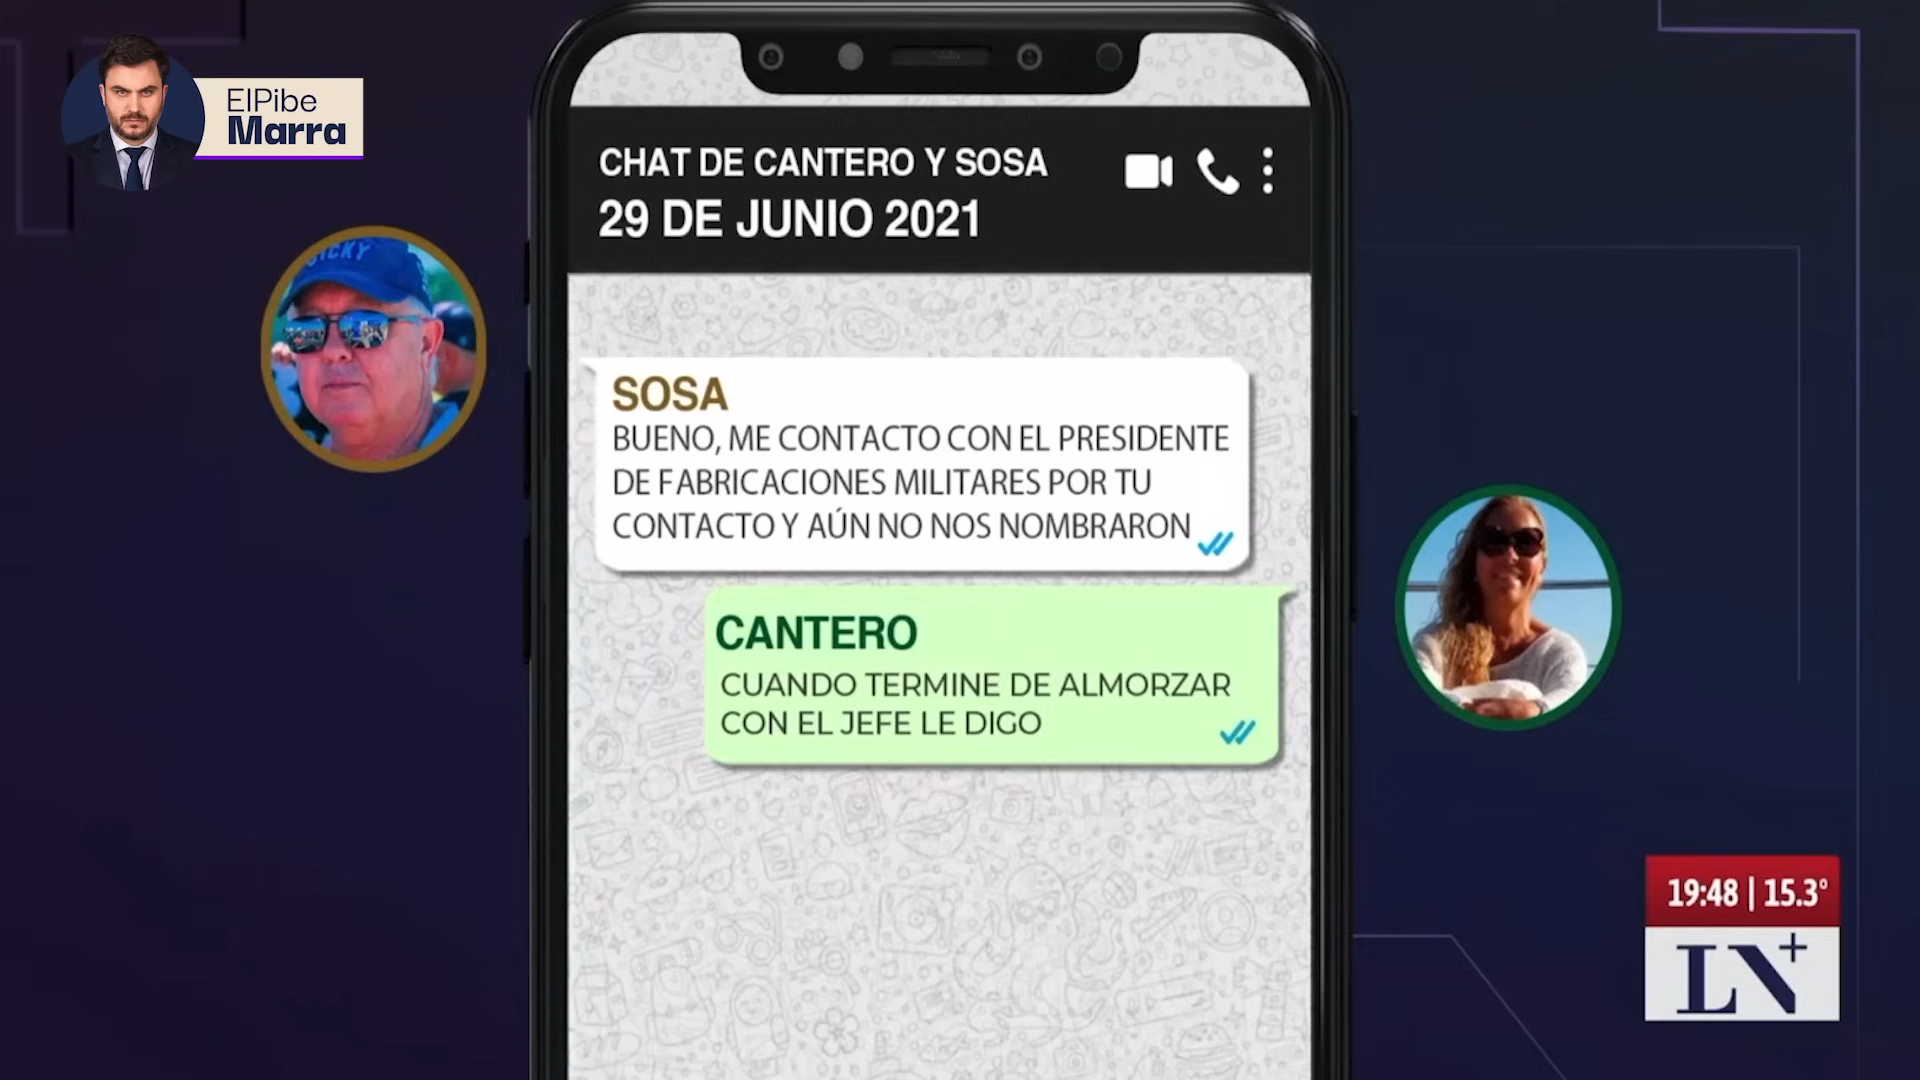 ElPibe
Marra
CHAT DE CANTERO Y SOSA
29 DE JUNIO 2021
SOSA
BUENO, ME CONTACTO CON EL PRESIDENTE
DE FABRICACIONES MILITARES POR TU
CONTACTO Y AÚN NO NOS NOMBRARON
CANTERO
CUANDO TERMINE DE ALMORZAR
CON EL JEFE LE DIGO
19:48 | 15.3°
LN+